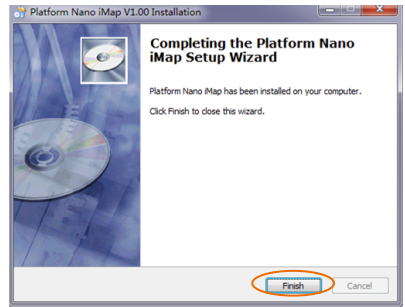 Platform Nano iMap V1.00 Installation
Completing the Platform Nano
iMap Setup Wizard
Platform Nano iMap has been installed on your computer.
Click Finish to close this wizard.
Finish
Cancel